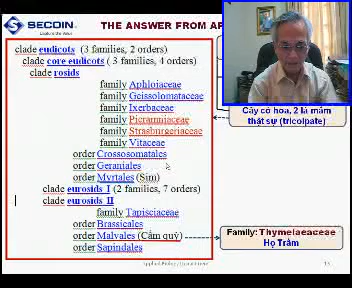 SECOIN
THE ANSWER FROM AP
clade eudicots (3 families, 2 orders)
clade core eudicots ( 3 families, 4 orders)
clade rosids
family Aphloiaceae
family Geissolomataceae
family Ixerbaceae
family Picramniaceae
family Strasburgeriaceae
family Vitaceae
order Crossosomatales
order Geraniales
order Myrtales (Sim)
clade eurosids I (2 families, 7 orders)
clade eurosids II
family Tapisciaceae
order Brassicales
order Malvales (Cẩm quỳ)
order Sapindales
Cây có hoa, 2 lá mầm
thật sự (tricolpate)
Family: Thymelaeaceae
Họ Trầm